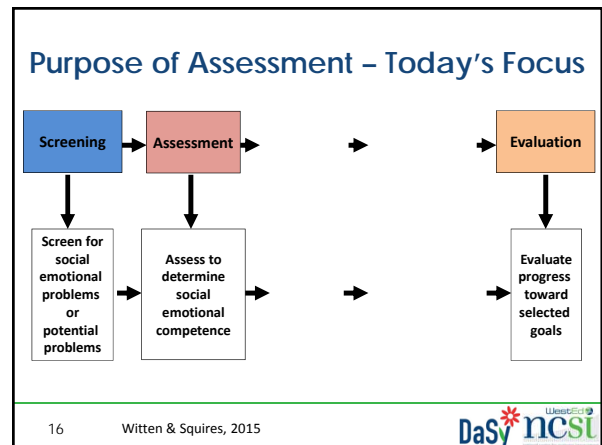 Purpose of Assessment – Today's Focus
Screening
Assessment
Evaluation
Screen for
social
emotional
problems
or
potential
problems
Assess to
determine
social
emotional
competence
Evaluate
progress
toward
selected
goals
16
Witten & Squires, 2015
DaSy
WestEd
ncsi